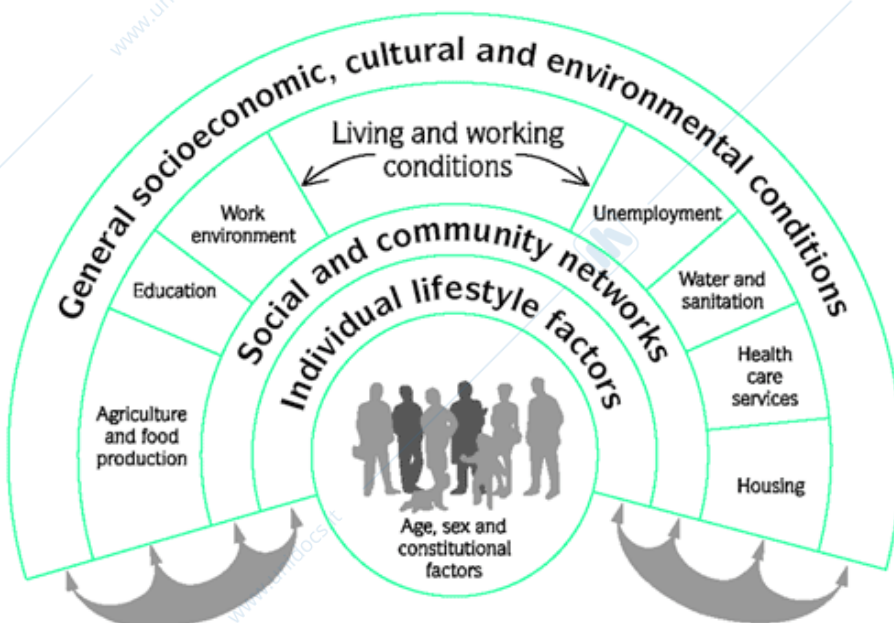 General socioeconomic, cultural and environmental conditions
Living and working
conditions
Work
environment
Unemployment
Education
Water and
sanitation
Agriculture
and food
production
Health
care
services
Housing
Social and community networks
Individual lifestyle factors
Age, sex and
constitutional
factors